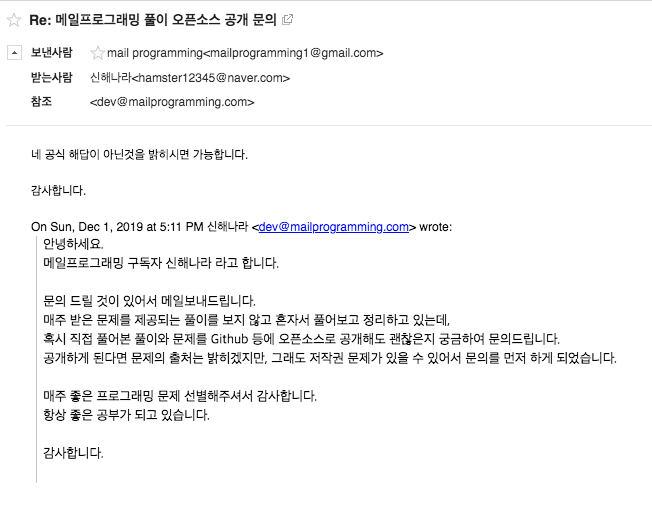 Re: 메일프로그래밍 풀이 오픈소스 공개 문의
보낸사람 mail programming<mailprogramming1@gmail.com>
받는사람 신해나라<hamster12345@naver.com>
참조 <dev@mailprogramming.com>
네 공식 해답이 아닌것을 밝히시면 가능합니다.
감사합니다.
On Sun, Dec 1, 2019 at 5:11 PM 신해나라 <dev@mailprogramming.com> wrote:
안녕하세요.
메일프로그래밍 구독자 신해나라 라고 합니다.
문의 드릴 것이 있어서 메일보내드립니다.
매주 받은 문제를 제공되는 풀이를 보지 않고 혼자서 풀어보고 정리하고 있는데,
혹시 직접 풀어본 풀이와 문제를 Github 등에 오픈소스로 공개해도 괜찮은지 궁금하여 문의드립니다.
공개하게 된다면 문제의 출처는 밝히겠지만, 그래도 저작권 문제가 있을 수 있어서 문의를 먼저 하게 되었습니다.
매주 좋은 프로그래밍 문제 선별해주셔서 감사합니다.
항상 좋은 공부가 되고 있습니다.
감사합니다.